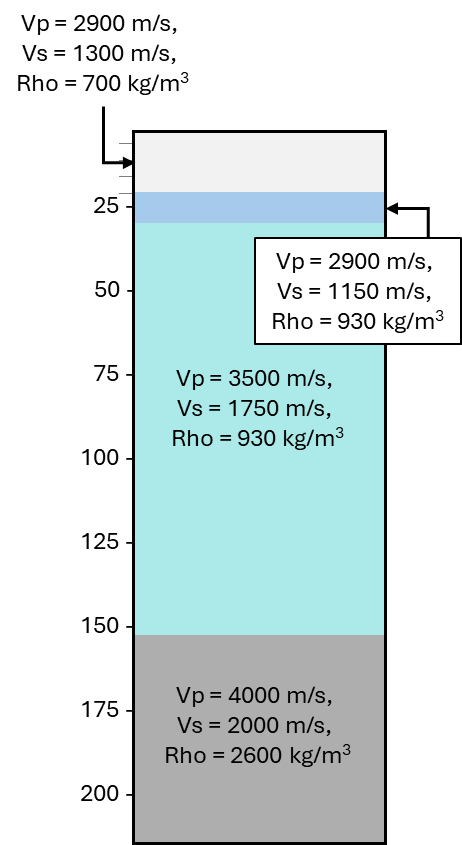 Vp = 2900 m/s,
Vs = 1300 m/s,
Rho = 700 kg/m³
25
Vp = 2900 m/s,
Vs = 1150 m/s,
Rho = 930 kg/m³
50
75
Vp = 3500 m/s,
Vs = 1750 m/s,
Rho = 930 kg/m³
100
125
150
175
Vp = 4000 m/s,
Vs = 2000 m/s,
Rho = 2600 kg/m³
200